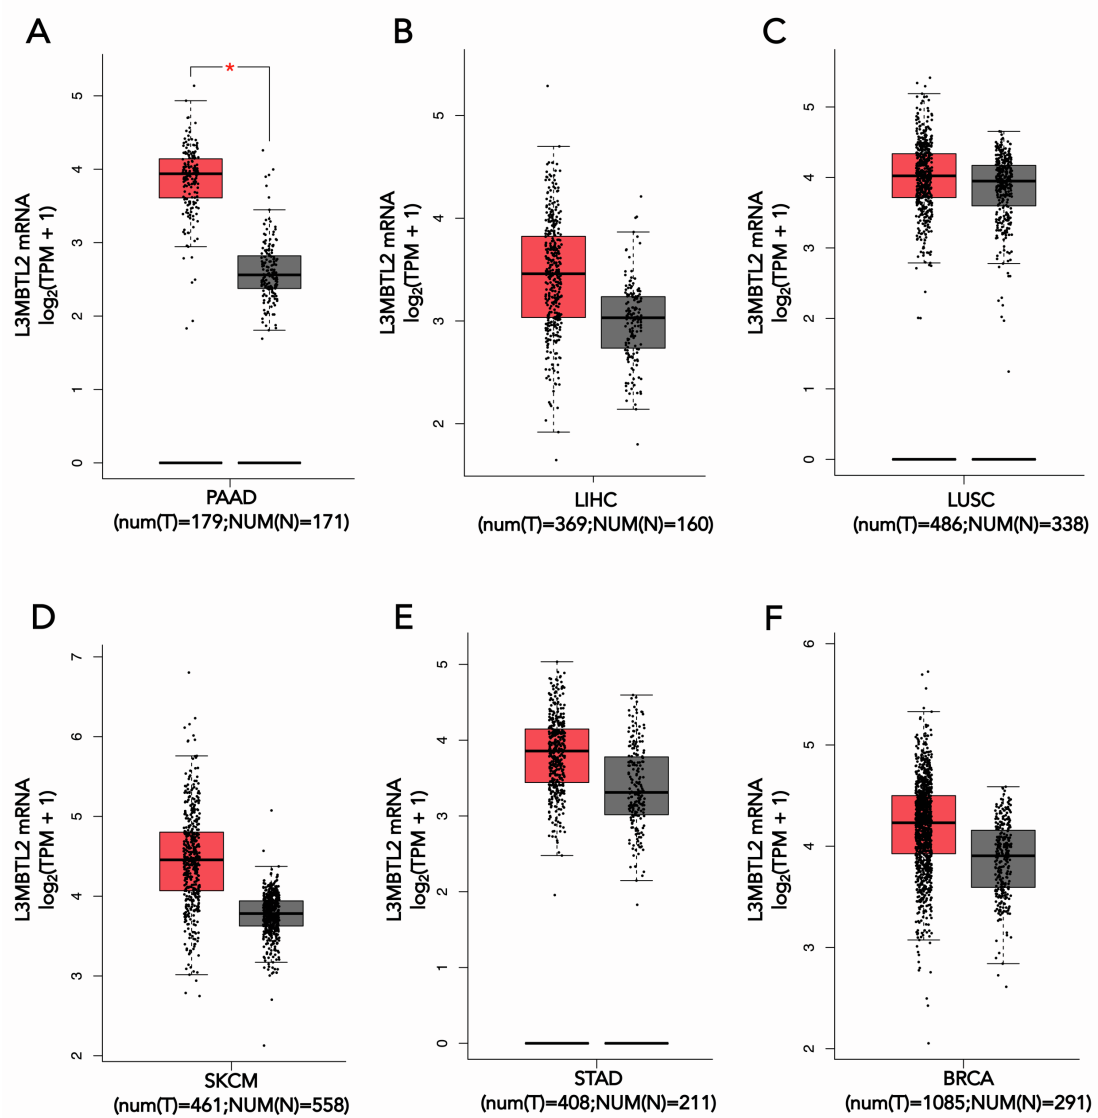 A
L3MBTL2 mRNA
log₂(TPM + 1)
5
4
3
2
1
0
*
PAAD
(num(T)=179;NUM(N)=171)
B
L3MBTL2 mRNA
log₂(TPM + 1)
5
4
3
2
LIHC
(num(T)=369;NUM(N)=160)
C
L3MBTL2 mRNA
log₂(TPM + 1)
5
4
3
2
1
0
LUSC
(num(T)=486;NUM(N)=338)
D
L3MBTL2 mRNA
log₂(TPM + 1)
7
6
5
4
3
2
SKCM
(num(T)=461;NUM(N)=558)
E
L3MBTL2 mRNA
log₂(TPM + 1)
5
4
3
2
1
0
STAD
(num(T)=408;NUM(N)=211)
F
L3MBTL2 mRNA
log₂(TPM + 1)
6
5
4
3
2
BRCA
(num(T)=1085;NUM(N)=291)